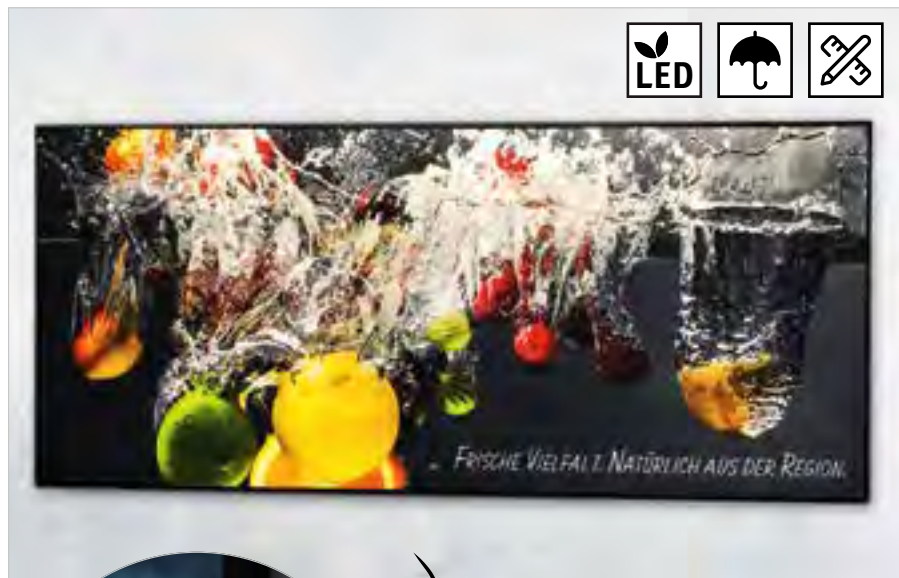 LED
FRISCHE VIELFALT. NATÜRLICH AUS DER REGION.